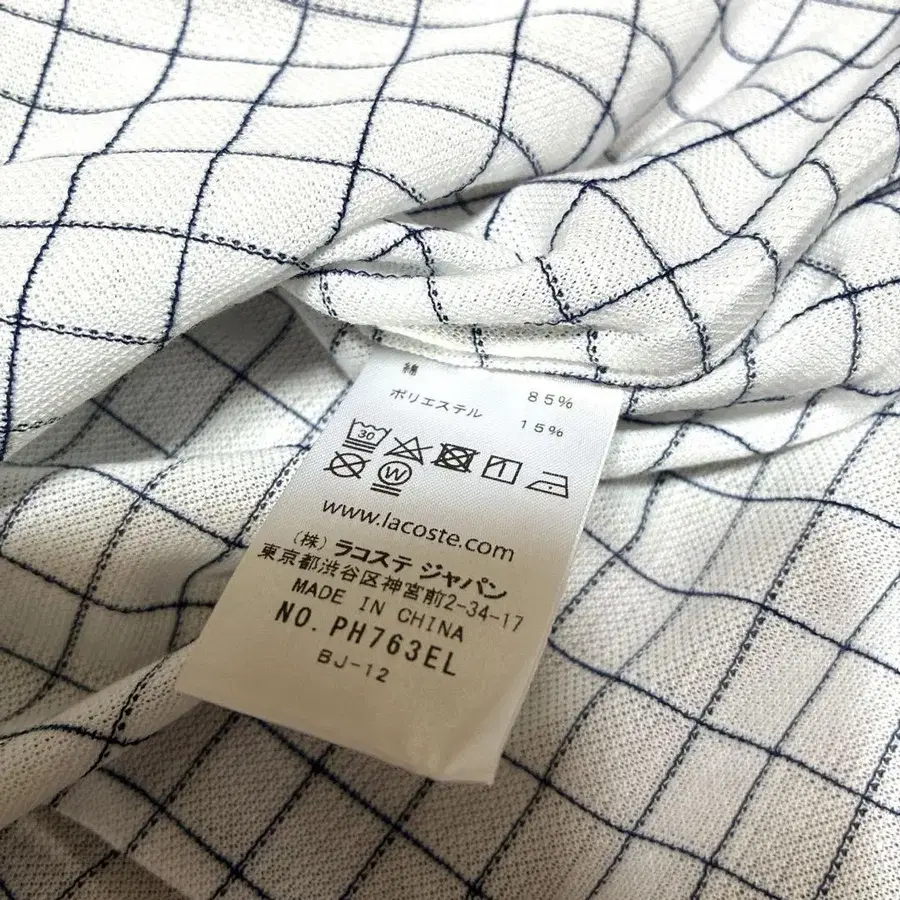 綿 85%
ポリエステル 15%
30
W
www.lacoste.com
(株) ラコステ ジャパン
東京都渋谷区神宮前2-34-17
MADE IN CHINA
NO. PH763EL
BJ-12